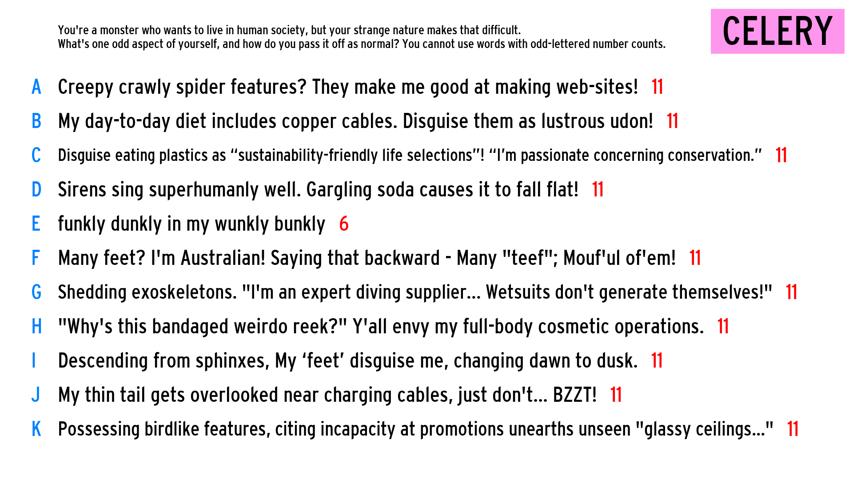 You're a monster who wants to live in human society, but your strange nature makes that difficult.
What's one odd aspect of yourself, and how do you pass it off as normal? You cannot use words with odd-lettered number counts.
CELERY
A Creepy crawly spider features? They make me good at making web-sites! 11
B My day-to-day diet includes copper cables. Disguise them as lustrous udon! 11
C Disguise eating plastics as “sustainability-friendly life selections”! “I’m passionate concerning conservation.” 11
D Sirens sing superhumanly well. Gargling soda causes it to fall flat! 11
E funkly dunkly in my wunkly bunkly 6
F Many feet? I'm Australian! Saying that backward - Many "teef"; Mouf'ul of'em! 11
G Shedding exoskeletons. "I'm an expert diving supplier... Wetsuits don't generate themselves!" 11
H "Why's this bandaged weirdo reek?" Y'all envy my full-body cosmetic operations. 11
I Descending from sphinxes, My ‘feet’ disguise me, changing dawn to dusk. 11
J My thin tail gets overlooked near charging cables, just don't... BZZT! 11
K Possessing birdlike features, citing incapacity at promotions unearths unseen "glassy ceilings..." 11